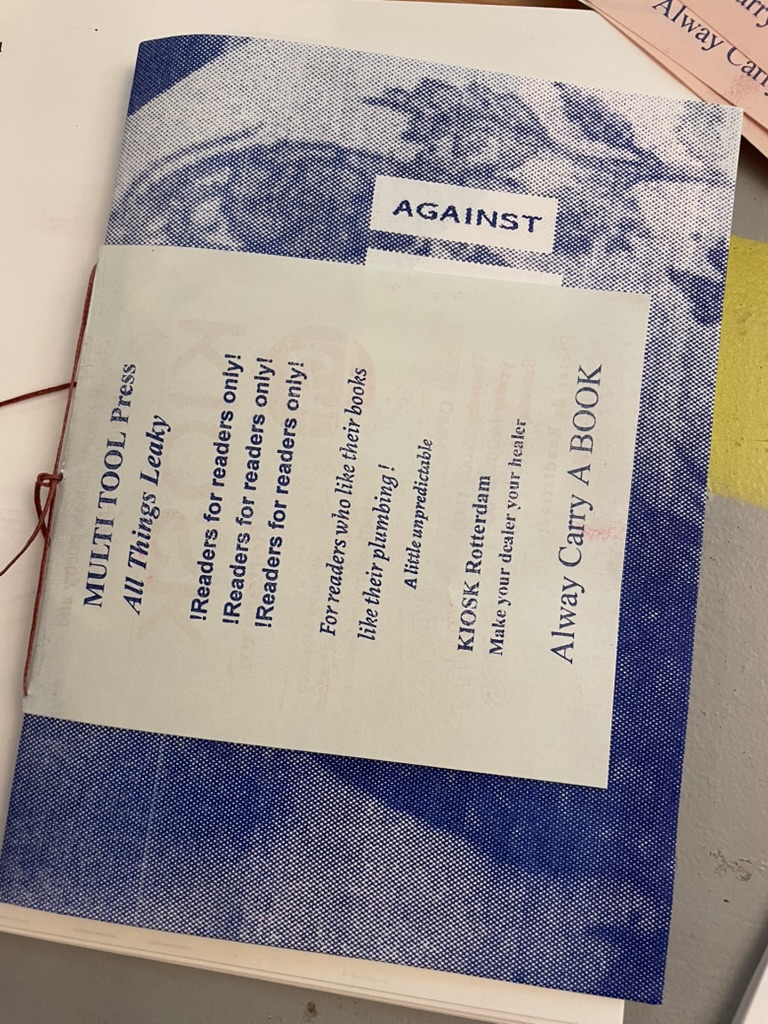 Alway Carry
AGAINST
MULTI TOOL Press
All Things Leaky
!Readers for readers only!
!Readers for readers only!
!Readers for readers only!
For readers who like their books
like their plumbing!
A little unpredictable
KIOSK Rotterdam
Make your dealer your healer
Alway Carry A BOOK